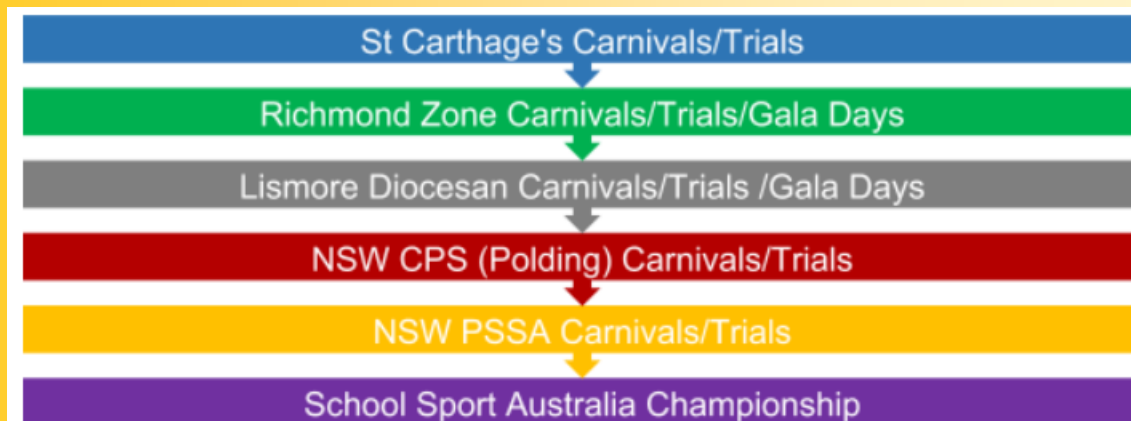 St Carthage's Carnivals/Trials
Richmond Zone Carnivals/Trials/Gala Days
Lismore Diocesan Carnivals/Trials /Gala Days
NSW CPS (Polding) Carnivals/Trials
NSW PSSA Carnivals/Trials
School Sport Australia Championship